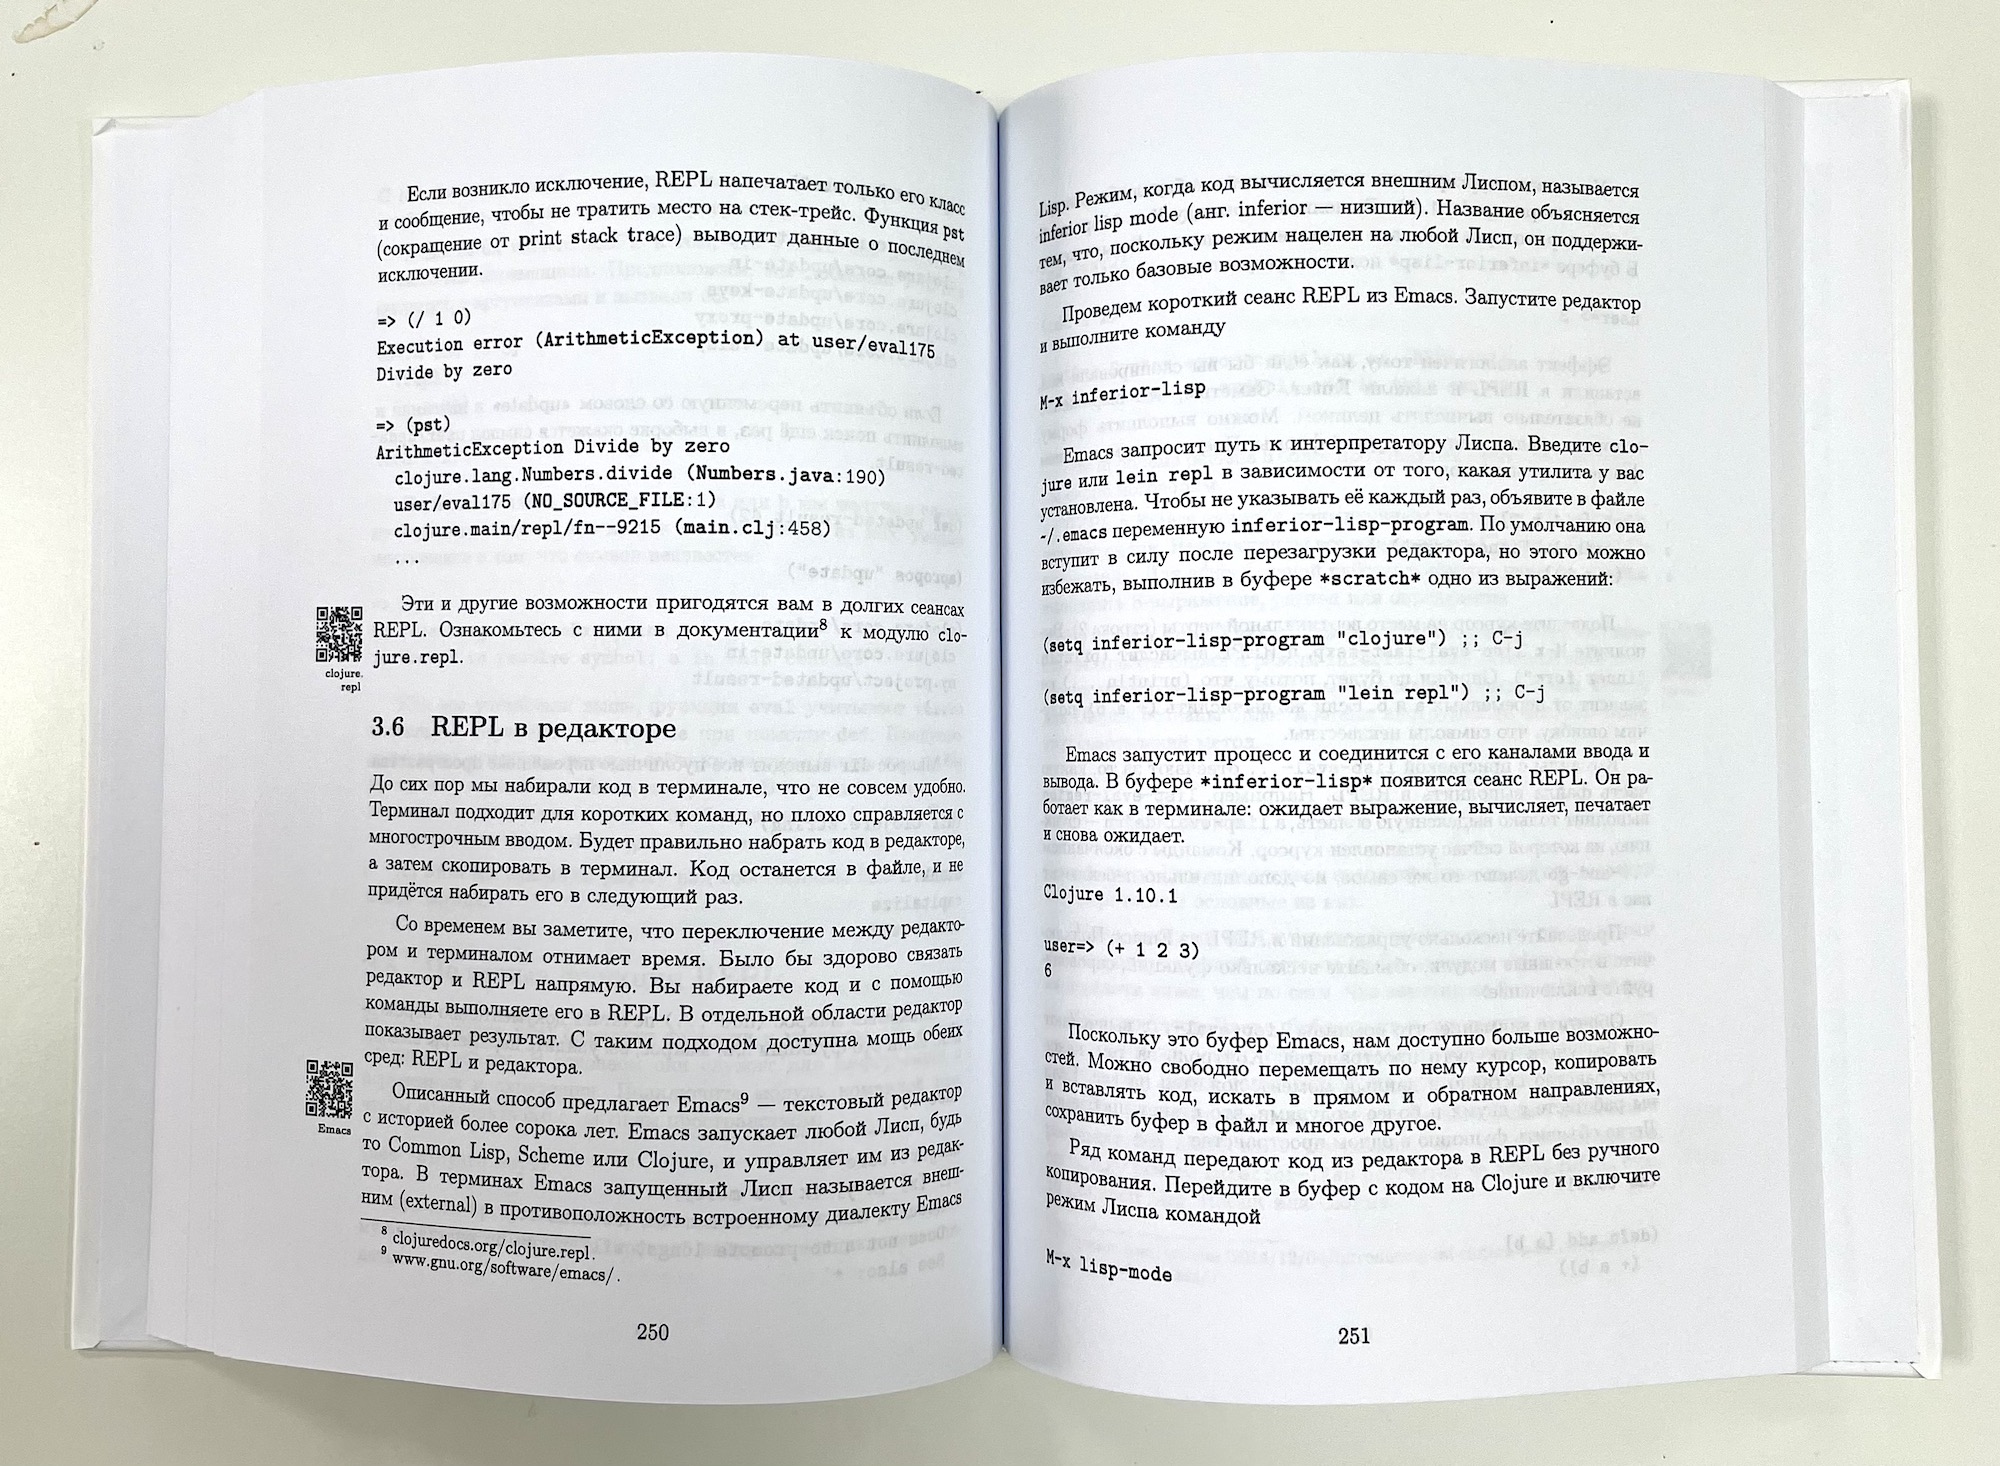 Если возникло исключение, REPL напечатает только его класс
и сообщение, чтобы не тратить место на стек-трейс. Функция pst
(сокращение от print stack trace) выводит данные о последнем
исключении.
=> (/ 1 0)
Execution error (ArithmeticException) at user/eval175
Divide by zero
=> (pst)
ArithmeticException Divide by zero
clojure.lang.Numbers.divide (Numbers.java:190)
user/eval175 (NO_SOURCE_FILE:1)
clojure.main/repl/fn--9215 (main.clj:458)
...
Эти и другие возможности пригодятся вам в долгих сеансах
REPL. Ознакомьтесь с ними в документации⁸ к модулю clo-
jure.repl.
clojure.
repl
3.6 REPL в редакторе
До сих пор мы набирали код в терминале, что не совсем удобно.
Терминал подходит для коротких команд, но плохо справляется с
многострочным вводом. Будет правильно набрать код в редакторе,
а затем скопировать в терминал. Код останется в файле, и не
придётся набирать его в следующий раз.
Со временем вы заметите, что переключение между редакто-
ром и терминалом отнимает время. Было бы здорово связать
редактор и REPL напрямую. Вы набираете код и с помощью
команды выполняете его в REPL. В отдельной области редактор
показывает результат. С таким подходом доступна мощь обеих
сред: REPL и редактора.
Описанный способ предлагает Emacs⁹ — текстовый редактор
с историей более сорока лет. Emacs запускает любой Лисп, будь
то Common Lisp, Scheme или Clojure, и управляет им из редак-
тора. В терминах Emacs запущенный Лисп называется внеш-
ним (external) в противоположность встроенному диалекту Emacs
Emacs
⁸ clojuredocs.org/clojure.repl.
⁹ www.gnu.org/software/emacs/.
250
Lisp. Режим, когда код вычисляется внешним Лиспом, называется
inferior lisp mode (анг. inferior — низший). Название объясняется
тем, что, поскольку режим нацелен на любой Лисп, он поддержи-
вает только базовые возможности.
Проведем короткий сеанс REPL из Emacs. Запустите редактор
и выполните команду
M-x inferior-lisp
Emacs запросит путь к интерпретатору Лиспа. Введите clo-
jure или lein repl в зависимости от того, какая утилита у вас
установлена. Чтобы не указывать её каждый раз, объявите в файле
~/.emacs переменную inferior-lisp-program. По умолчанию она
вступит в силу после перезагрузки редактора, но этого можно
избежать, выполнив в буфере *scratch* одно из выражений:
(setq inferior-lisp-program "clojure") ;; C-j
(setq inferior-lisp-program "lein repl") ;; C-j
Emacs запустит процесс и соединится с его каналами ввода и
вывода. В буфере *inferior-lisp* появится сеанс REPL. Он ра-
ботает как в терминале: ожидает выражение, вычисляет, печатает
и снова ожидает.
Clojure 1.10.1
user=> (+ 1 2 3)
6
Поскольку это буфер Emacs, нам доступно больше возможно-
стей. Можно свободно перемещать по нему курсор, копировать
и вставлять код, искать в прямом и обратном направлениях,
сохранить буфер в файл и многое другое.
Ряд команд передают код из редактора в REPL без ручного
копирования. Перейдите в буфер с кодом на Clojure и включите
режим Лиспа командой
M-x lisp-mode
251